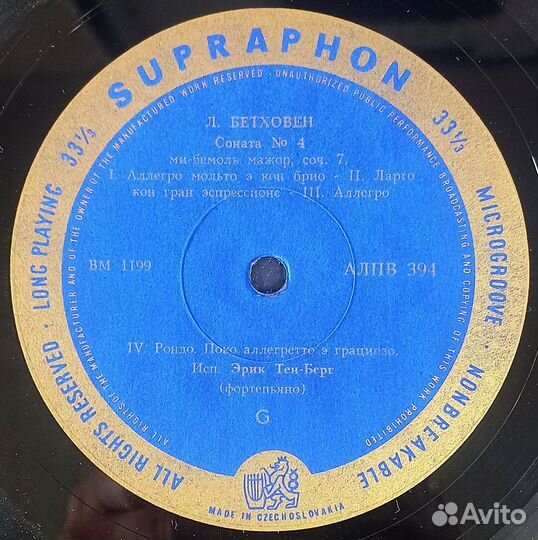 SUPRAPHON
33⅓ MICROGROOVE .. NONBREAKABLE
ALL RIGHTS RESERVED · LONG PLAYING 33⅓
ALL RIGHTS OF THE MANUFACTURER AND OF THE OWNER OF THE MANUFACTURED WORK RESERVED · UNAUTHORIZED PUBLIC PERFORMANCE BROADCASTING AND COPYING OF THIS WORK PROHIBITED
Л. БЕТХОВЕН
Соната № 4
ми-бемоль мажор, соч. 7.
I. Аллегро мольто э кон брио - II. Ларго
кон гран эспрессионе - III. Аллегро
ВМ 1199
АЛПВ 394
IV. Рондо. Поко аллегретто э грациозо.
Исп. Эрик Тен-Берг
(фортепьяно)
G
MADE IN CZECHOSLOVAKIA
Avito